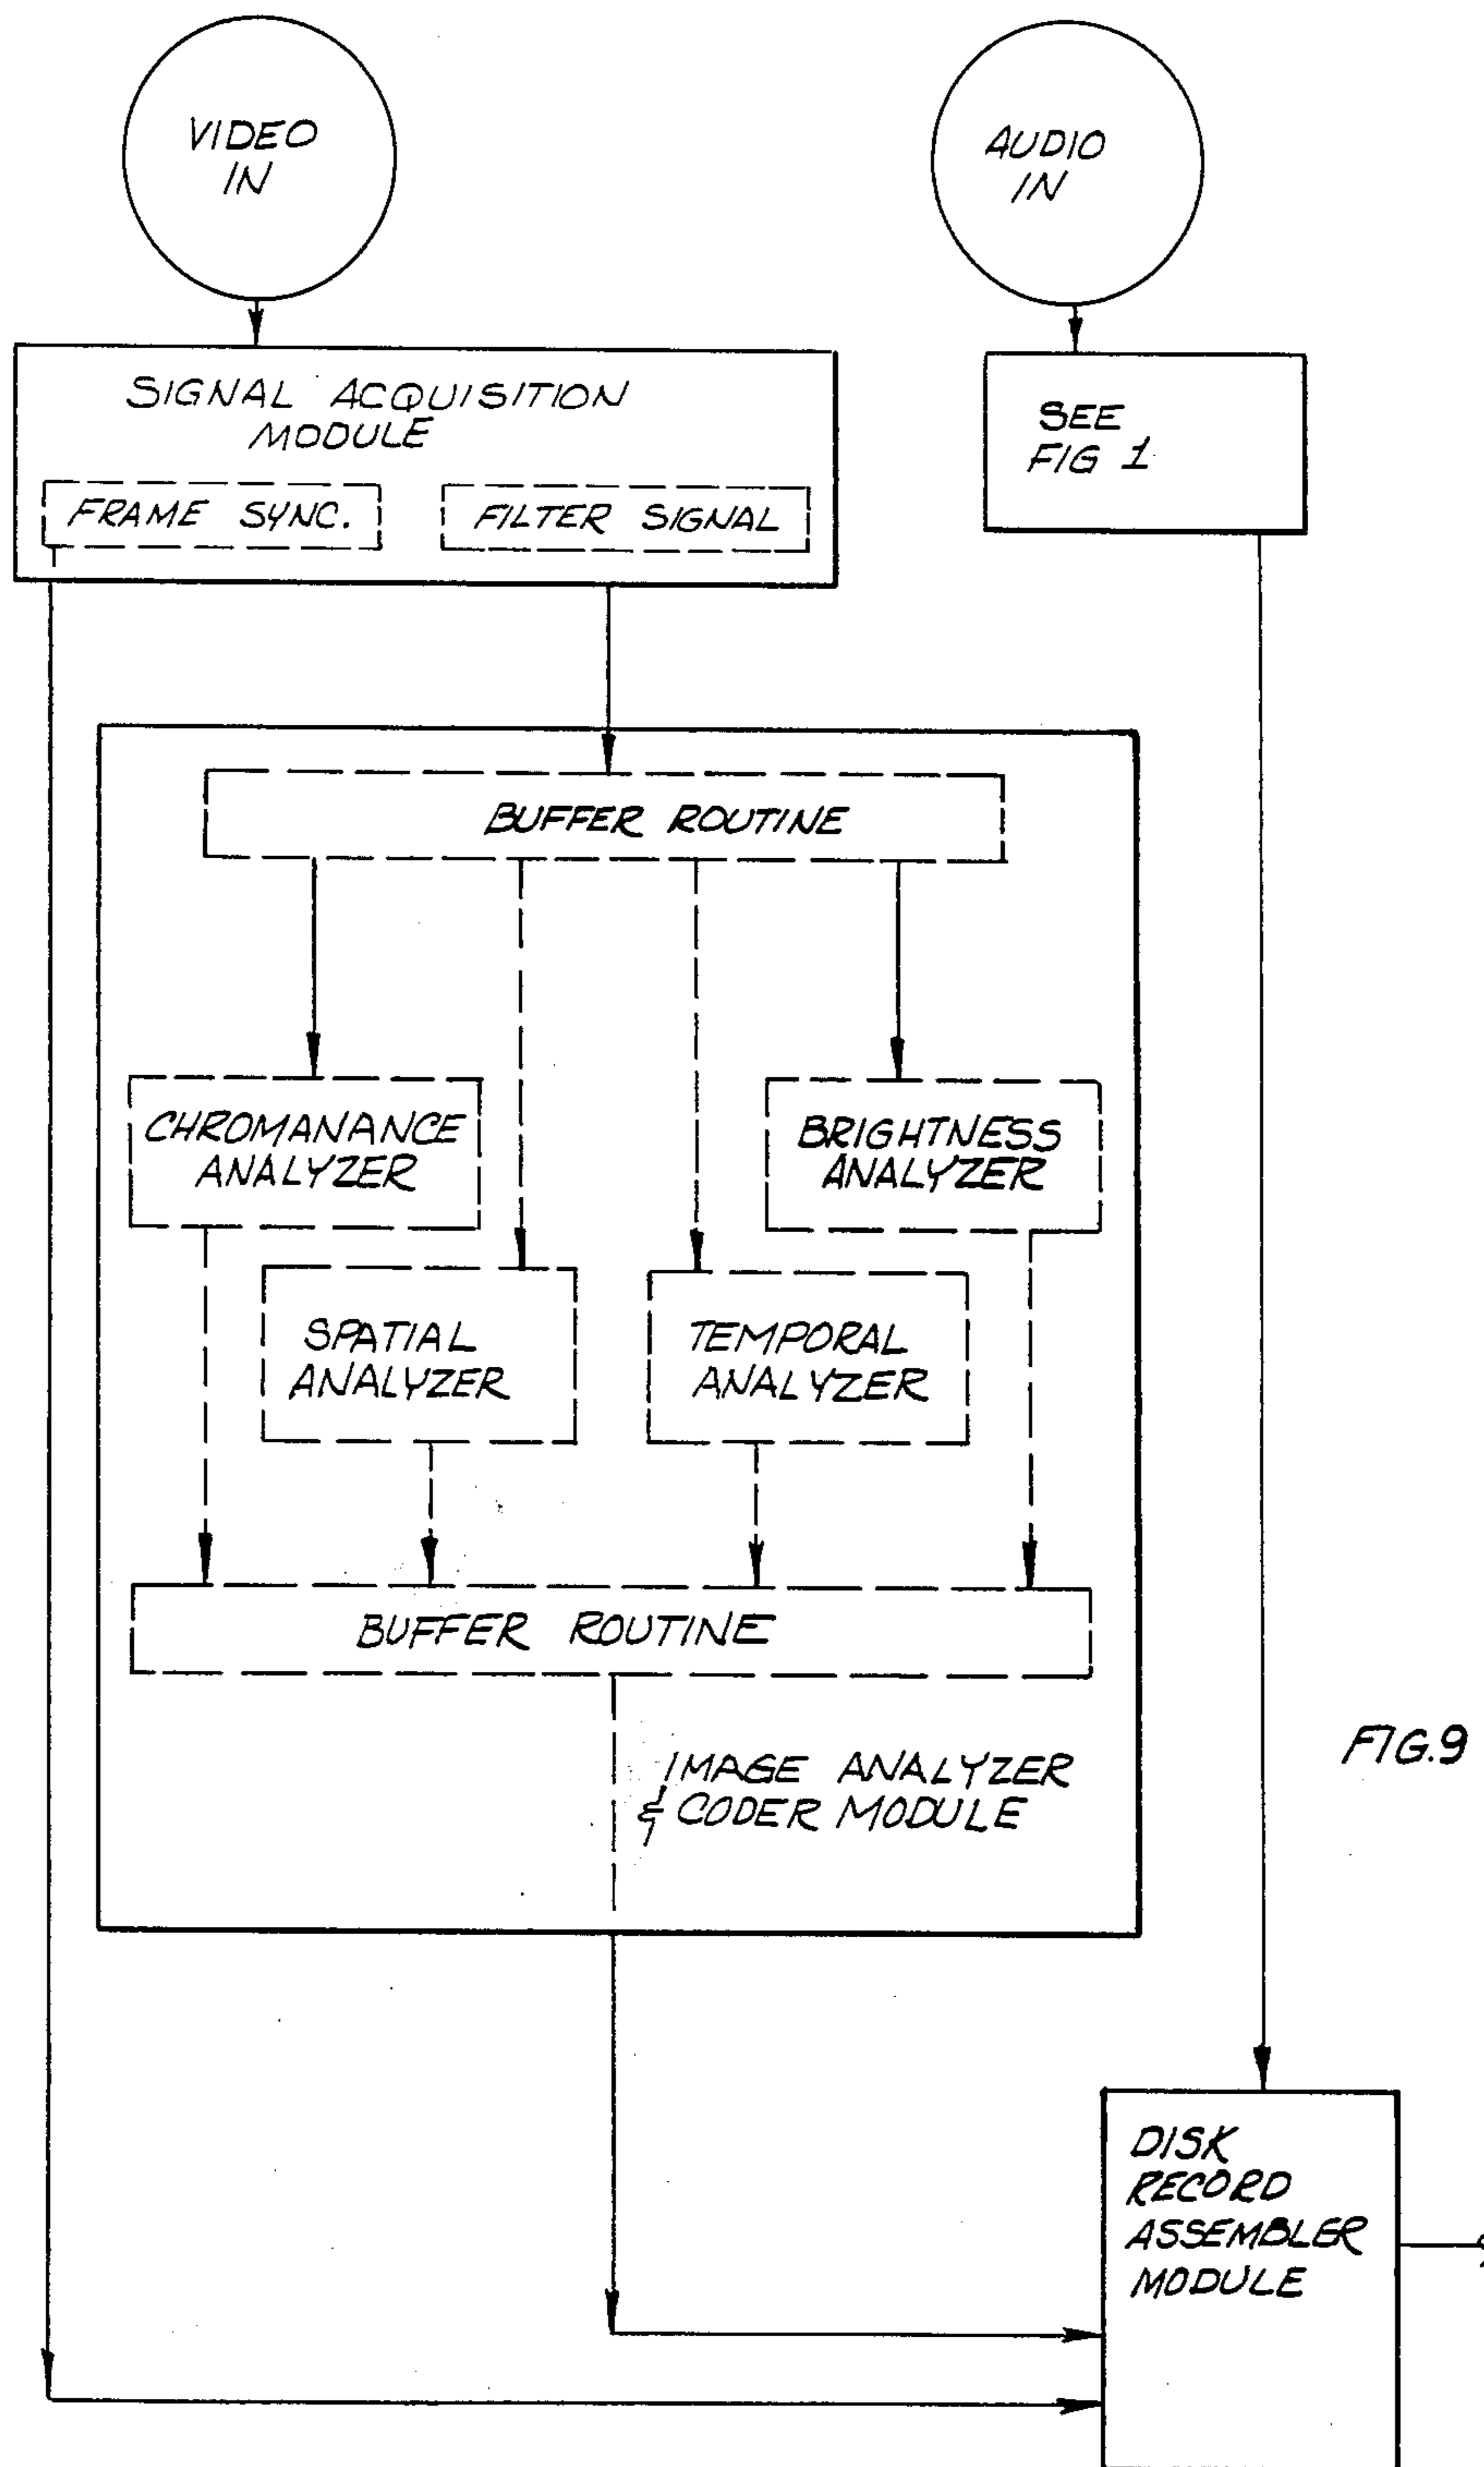 VIDEO
IN
AUDIO
IN
SIGNAL ACQUISITION
MODULE
FRAME SYNC.
FILTER SIGNAL
SEE
FIG 1
BUFFER ROUTINE
CHROMANANCE
ANALYZER
BRIGHTNESS
ANALYZER
SPATIAL
ANALYZER
TEMPORAL
ANALYZER
BUFFER ROUTINE
IMAGE ANALYZER
& CODER MODULE
FIG.9
DISK
RECORD
ASSEMBLER
MODULE